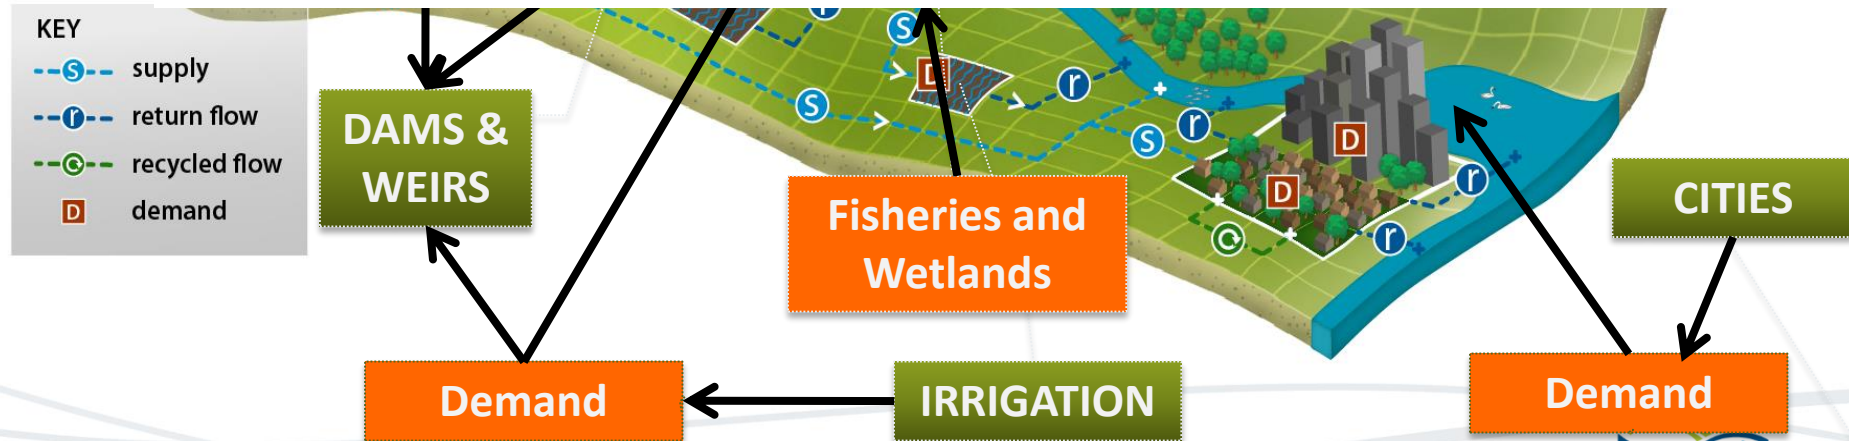 KEY
S supply
r return flow
recycled flow
D demand
DAMS &
WEIRS
Fisheries and
Wetlands
CITIES
Demand
IRRIGATION
Demand
r
S
D
r
S
S
r
D
D
r
r